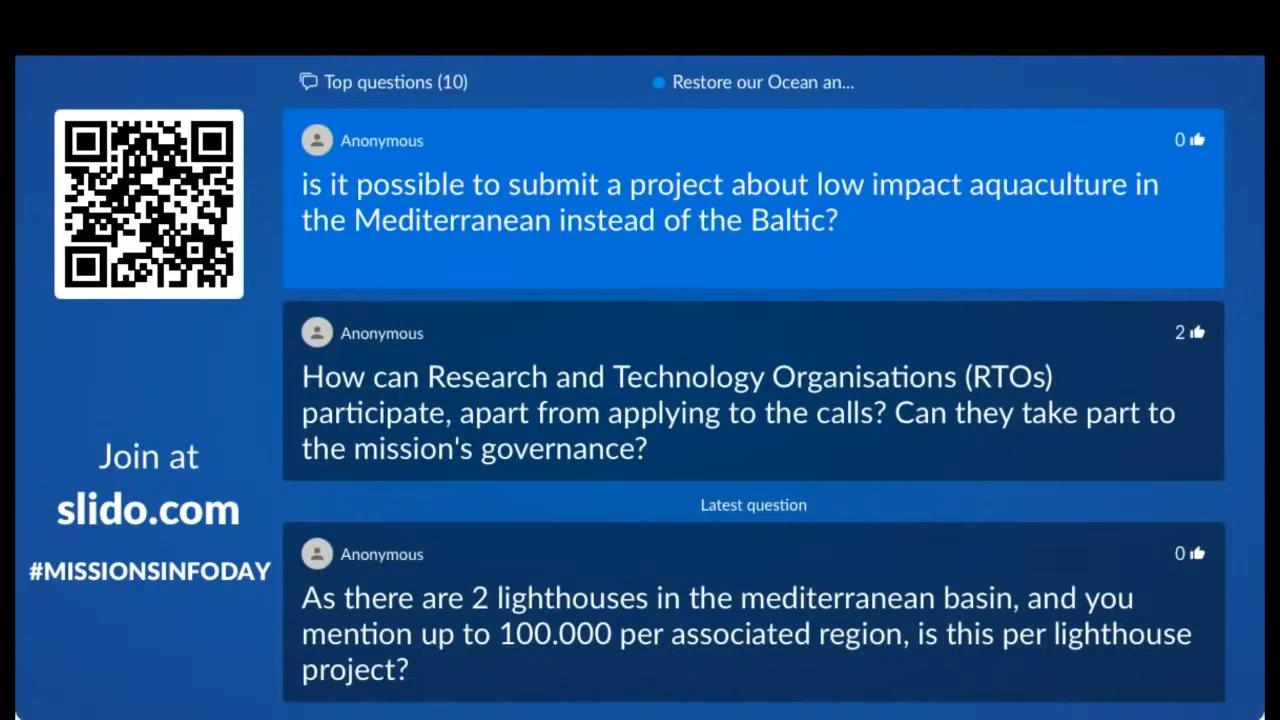 Top questions (10)
Restore our Ocean an...
Anonymous
0
is it possible to submit a project about low impact aquaculture in
the Mediterranean instead of the Baltic?
Anonymous
2
How can Research and Technology Organisations (RTOs)
participate, apart from applying to the calls? Can they take part to
the mission's governance?
Join at
slido.com
#MISSIONSINFODAY
Latest question
Anonymous
0
As there are 2 lighthouses in the mediterranean basin, and you
mention up to 100.000 per associated region, is this per lighthouse
project?